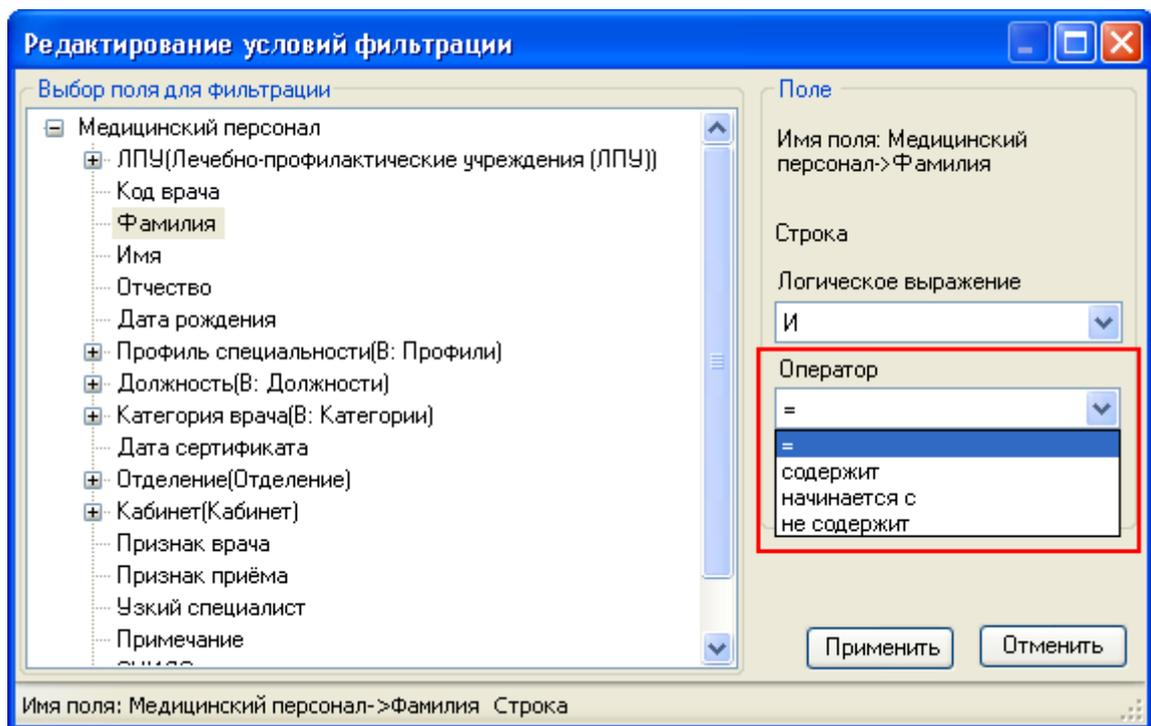 Редактирование условий фильтрации
Выбор поля для фильтрации
Медицинский персонал
ЛПУ(Лечебно-профилактические учреждения (ЛПУ))
Код врача
Фамилия
Имя
Отчество
Дата рождения
Профиль специальности(В: Профили)
Должность(В: Должности)
Категория врача(В: Категории)
Дата сертификата
Отделение(Отделение)
Кабинет(Кабинет)
Признак врача
Признак приёма
Узкий специалист
Примечание
Поле
Имя поля: Медицинский
персонал->Фамилия
Строка
Логическое выражение
И
Оператор
=
=
содержит
начинается с
не содержит
Применить
Отменить
Имя поля: Медицинский персонал->Фамилия Строка